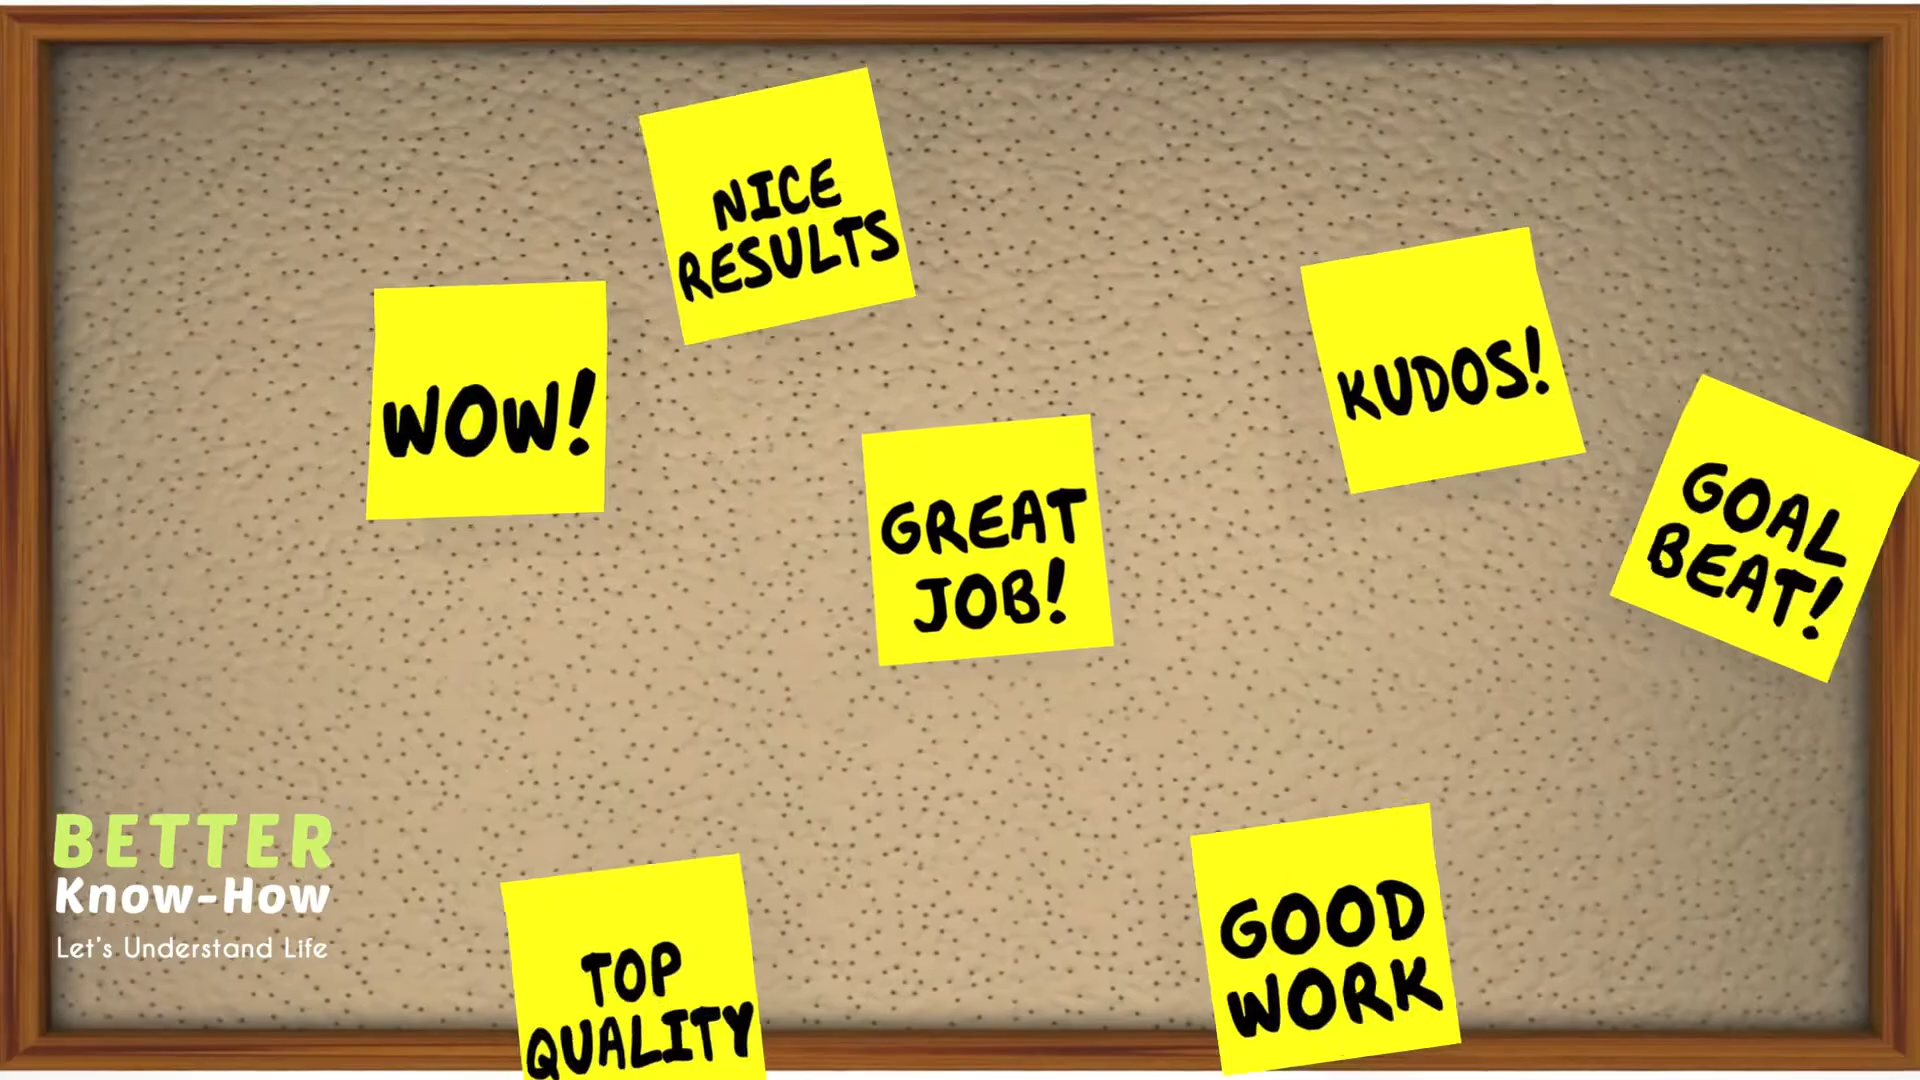 NICE
RESULTS
WOW!
KUDOS!
GREAT
JOB!
GOAL
BEAT!
BETTER
Know-How
Let's Understand Life
TOP
QUALITY
GOOD
WORK